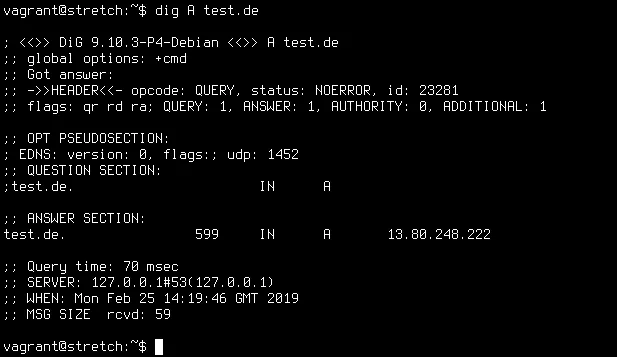 vagrant@stretch:~$ dig A test.de

; <<>> DiG 9.10.3-P4-Debian <<>> A test.de
;; global options: +cmd
;; Got answer:
;; ->>HEADER<<- opcode: QUERY, status: NOERROR, id: 23281
;; flags: qr rd ra; QUERY: 1, ANSWER: 1, AUTHORITY: 0, ADDITIONAL: 1

;; OPT PSEUDOSECTION:
; EDNS: version: 0, flags:; udp: 1452
;; QUESTION SECTION:
;test.de. IN A

;; ANSWER SECTION:
test.de. 599 IN A 13.80.248.222

;; Query time: 70 msec
;; SERVER: 127.0.0.1#53(127.0.0.1)
;; WHEN: Mon Feb 25 14:19:46 GMT 2019
;; MSG SIZE rcvd: 59

vagrant@stretch:~$